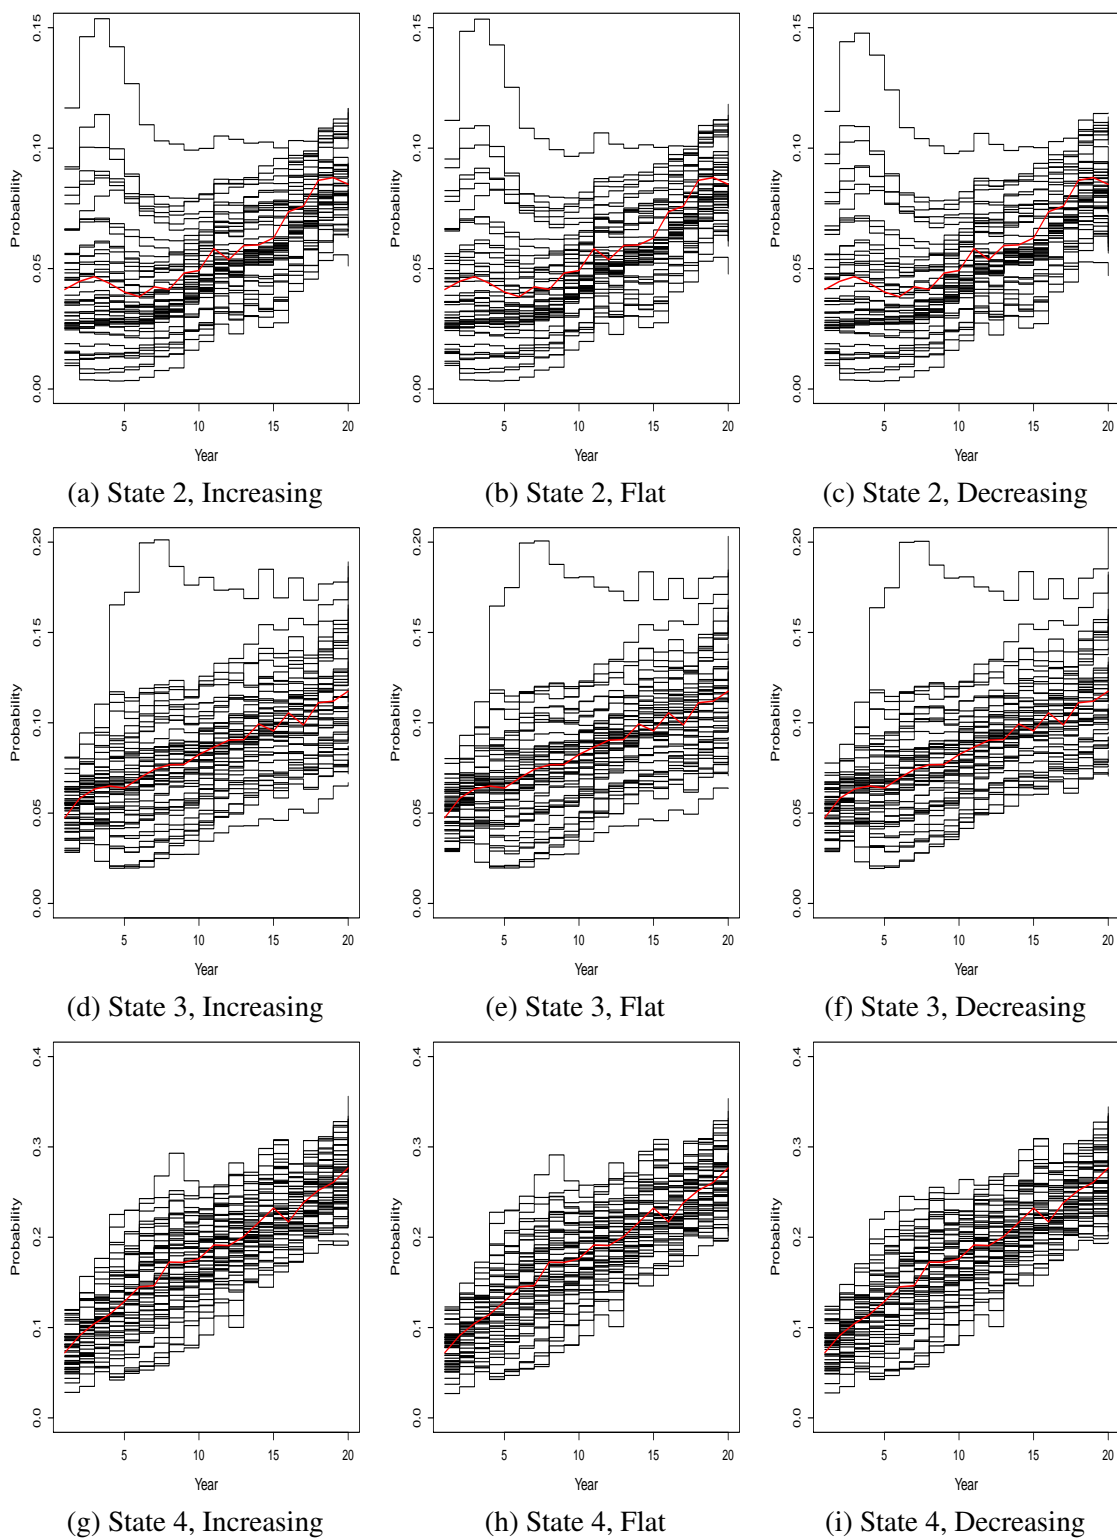 0.15
0.10
0.05
0.00
Probability
5 10 15 20
Year
0.15
0.10
0.05
0.00
Probability
5 10 15 20
Year
0.15
0.10
0.05
0.00
Probability
5 10 15 20
Year
(a) State 2, Increasing (b) State 2, Flat (c) State 2, Decreasing
0.20
0.15
0.10
0.05
0.00
Probability
5 10 15 20
Year
0.20
0.15
0.10
0.05
0.00
Probability
5 10 15 20
Year
0.20
0.15
0.10
0.05
0.00
Probability
5 10 15 20
Year
(d) State 3, Increasing (e) State 3, Flat (f) State 3, Decreasing
0.4
0.3
0.2
0.1
0.0
Probability
5 10 15 20
Year
0.4
0.3
0.2
0.1
0.0
Probability
5 10 15 20
Year
0.4
0.3
0.2
0.1
0.0
Probability
5 10 15 20
Year
(g) State 4, Increasing (h) State 4, Flat (i) State 4, Decreasing